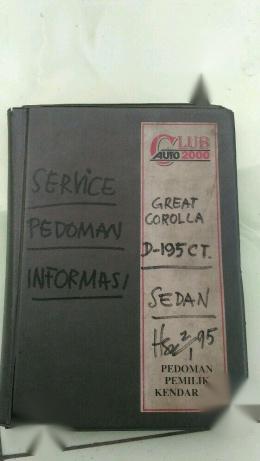 SERVICE
PEDOMAN
INFORMASI
CLUB
AUTO 2000
GREAT
COROLLA
D-195 CT.
SEDAN
PEDOMAN
PEMILIK
KENDAR